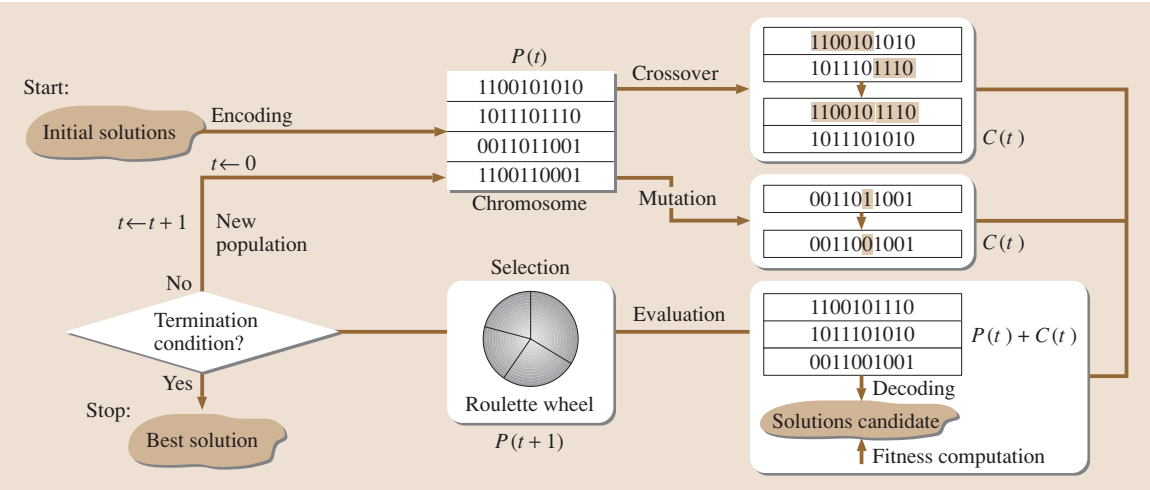 Start:
Initial solutions
Encoding
t←0
t←t + 1
New
population
No
Termination
condition?
Yes
Stop:
Best solution
P(t)
1100101010
1011101110
0011011001
1100110001
Chromosome
Crossover
Mutation
1100101010
1011101110
1100101110
1011101010
C(t)
0011011001
0011001001
C(t)
Selection
Roulette wheel
P(t+1)
Evaluation
1100101110
1011101010
0011001001
P(t) + C(t)
Decoding
Solutions candidate
Fitness computation